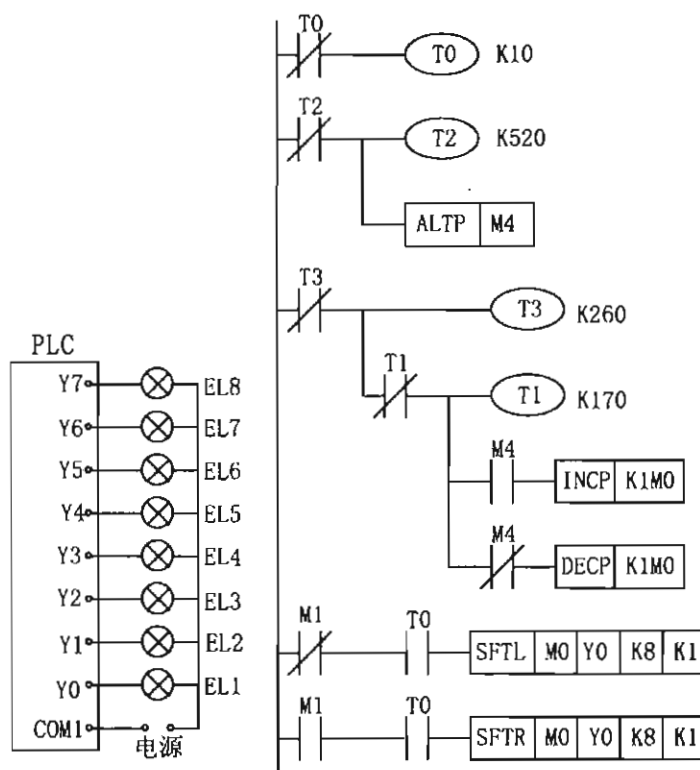 T0
T0 K10
T2
T2 K520
ALTP M4
T3
T3 K260
T1
T1 K170
M4
INCP K1M0
M4
DECP K1M0
M1 T0
SFTL M0 Y0 K8 K1
M1 T0
SFTR M0 Y0 K8 K1
PLC
Y7 EL8
Y6 EL7
Y5 EL6
Y4 EL5
Y3 EL4
Y2 EL3
Y1 EL2
Y0 EL1
COM1
电源